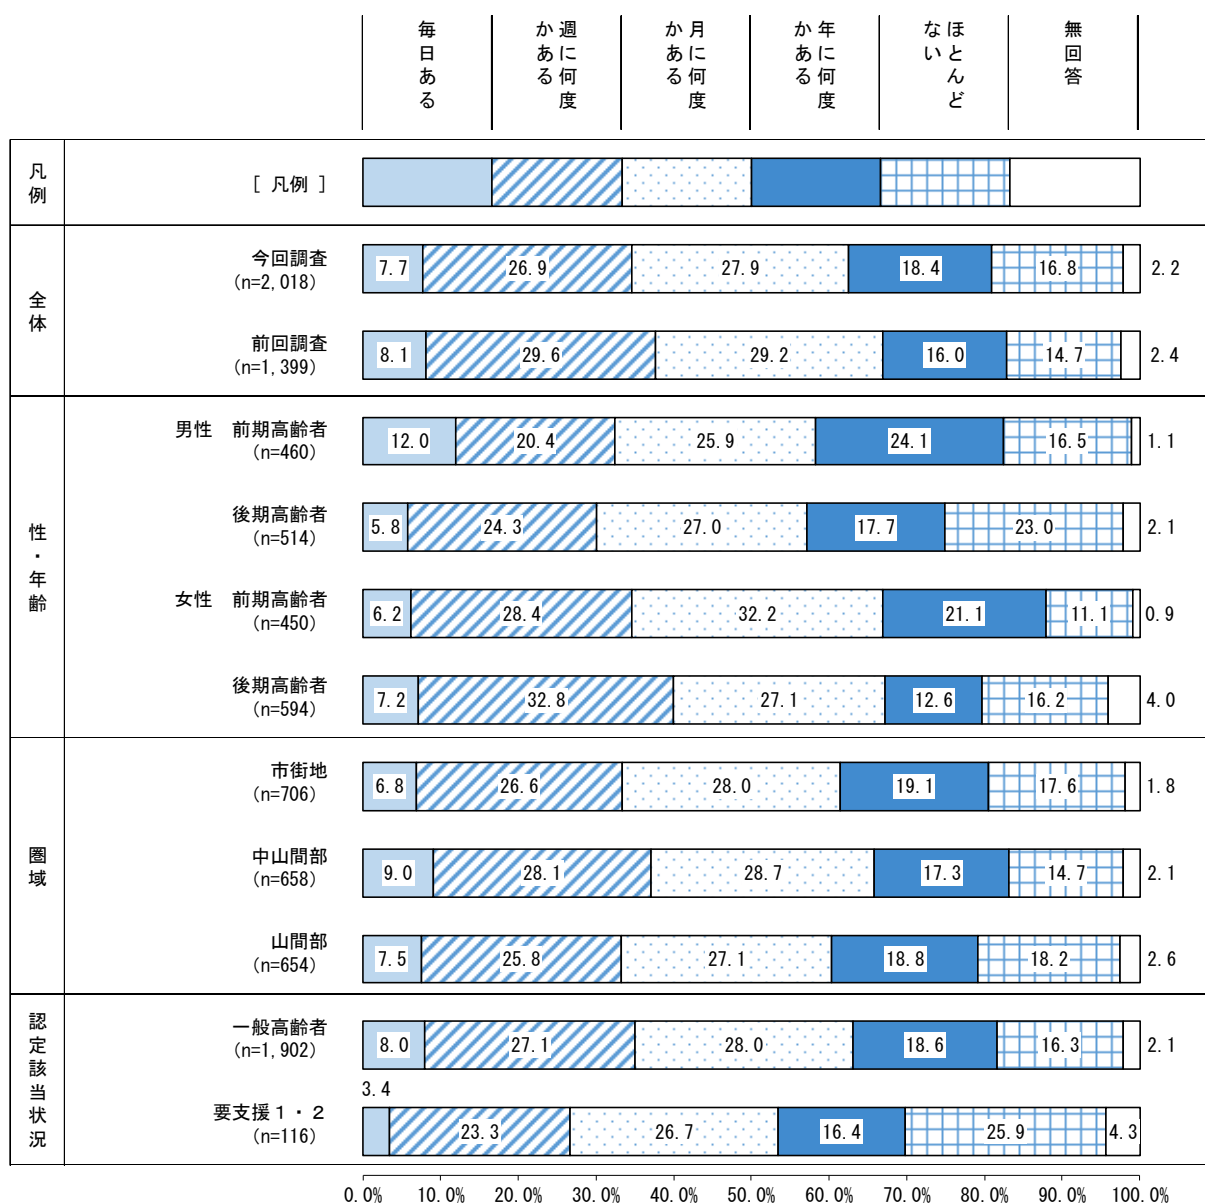 毎日ある
週に何度かある
月に何度かある
年に何度かある
ほとんどない
無回答
凡例
[ 凡例 ]
全体
今回調査
(n=2,018)
7.7 26.9 27.9 18.4 16.8 2.2
前回調査
(n=1,399)
8.1 29.6 29.2 16.0 14.7 2.4
性・年齢
男性 前期高齢者
(n=460)
12.0 20.4 25.9 24.1 16.5 1.1
後期高齢者
(n=514)
5.8 24.3 27.0 17.7 23.0 2.1
女性 前期高齢者
(n=450)
6.2 28.4 32.2 21.1 11.1 0.9
後期高齢者
(n=594)
7.2 32.8 27.1 12.6 16.2 4.0
圏域
市街地
(n=706)
6.8 26.6 28.0 19.1 17.6 1.8
中山間部
(n=658)
9.0 28.1 28.7 17.3 14.7 2.1
山間部
(n=654)
7.5 25.8 27.1 18.8 18.2 2.6
認定該当状況
一般高齢者
(n=1,902)
8.0 27.1 28.0 18.6 16.3 2.1
要支援1・2
(n=116)
3.4 23.3 26.7 16.4 25.9 4.3
0.0% 10.0% 20.0% 30.0% 40.0% 50.0% 60.0% 70.0% 80.0% 90.0% 100.0%